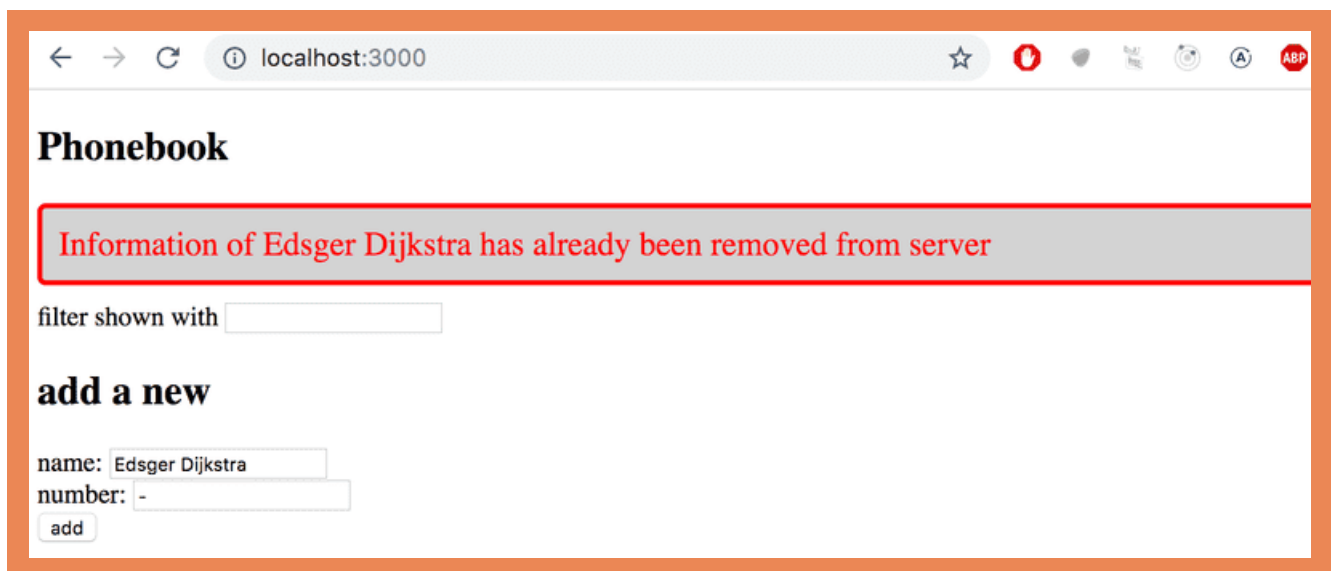 localhost:3000
ABP
Phonebook
Information of Edsger Dijkstra has already been removed from server
filter shown with
add a new
name: Edsger Dijkstra
number: -
add